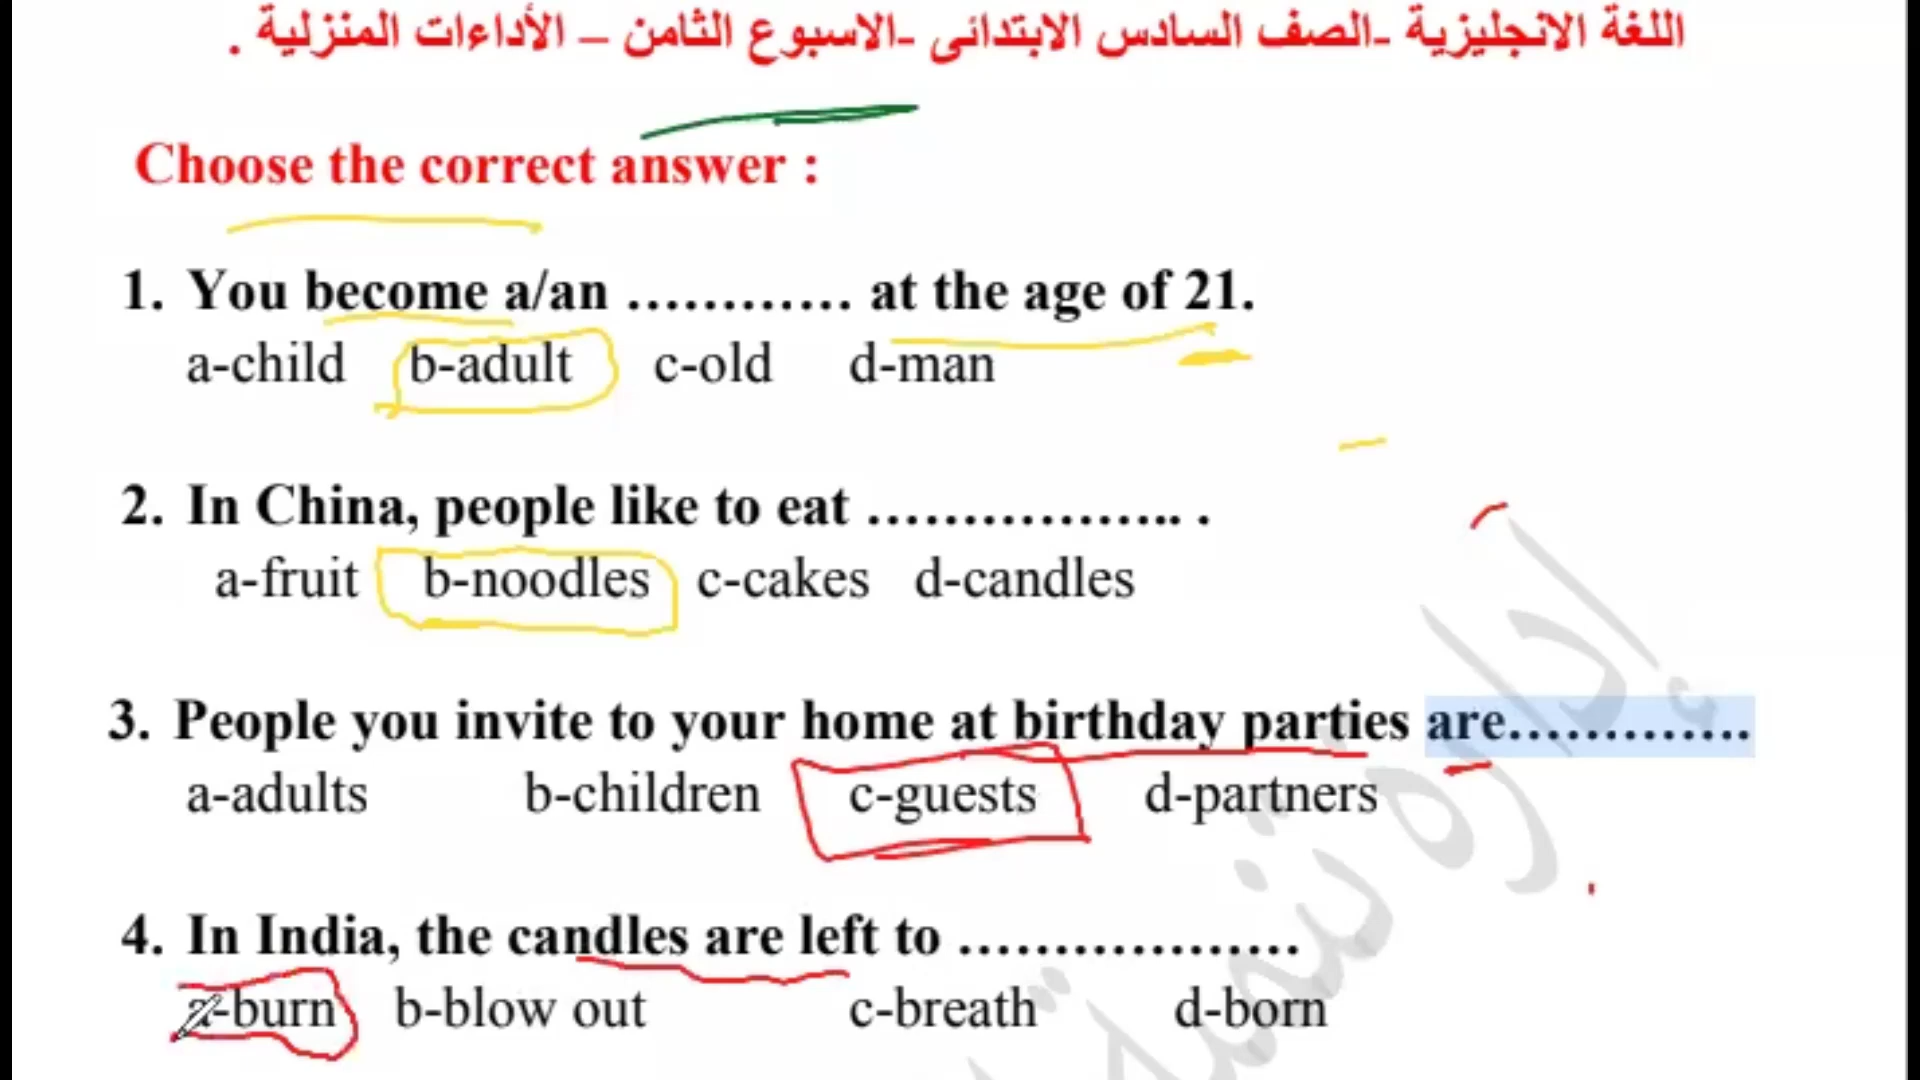 اللغة الانجليزية -الصف السادس الابتدائى -الاسبوع الثامن – الأداءات المنزلية .
Choose the correct answer :
1. You become a/an ………… at the age of 21.
a-child b-adult c-old d-man
2. In China, people like to eat …………….. .
a-fruit b-noodles c-cakes d-candles
3. People you invite to your home at birthday parties are………….
a-adults b-children c-guests d-partners
4. In India, the candles are left to ………………
a-burn b-blow out c-breath d-born
إدارة